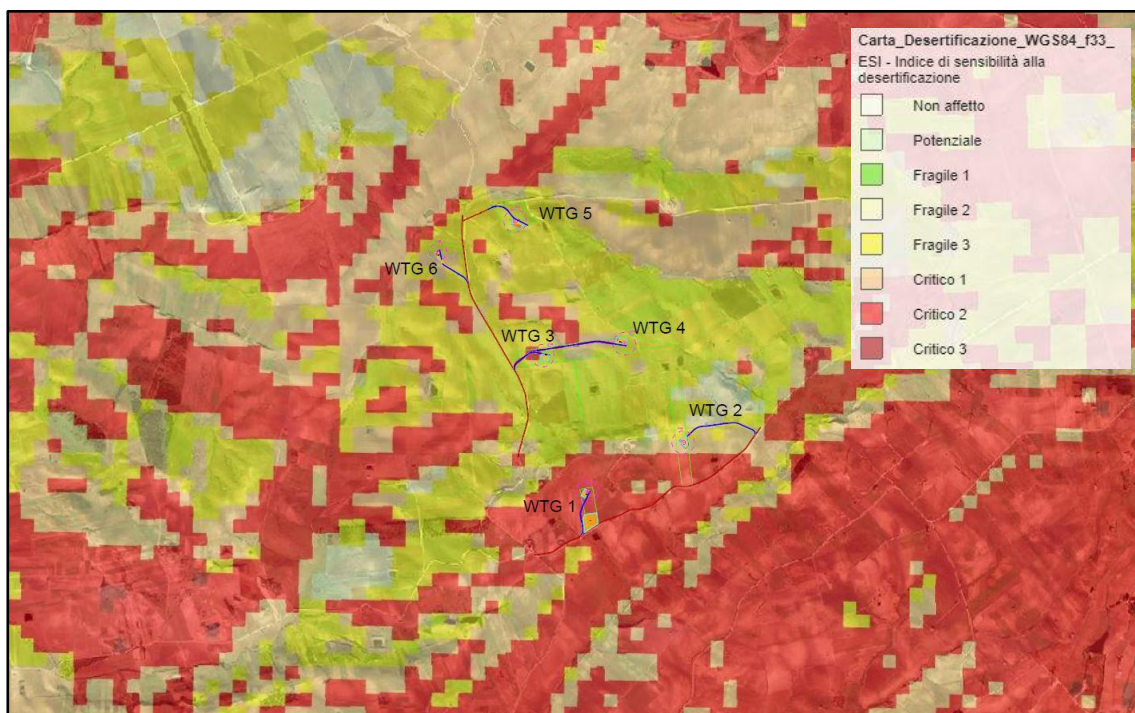 Carta_Desertificazione_WGS84_f33_
ESI - Indice di sensibilità alla
desertificazione
Non affetto
Potenziale
Fragile 1
Fragile 2
Fragile 3
Critico 1
Critico 2
Critico 3
WTG 5
WTG 6
WTG 3
WTG 4
WTG 2
WTG 1